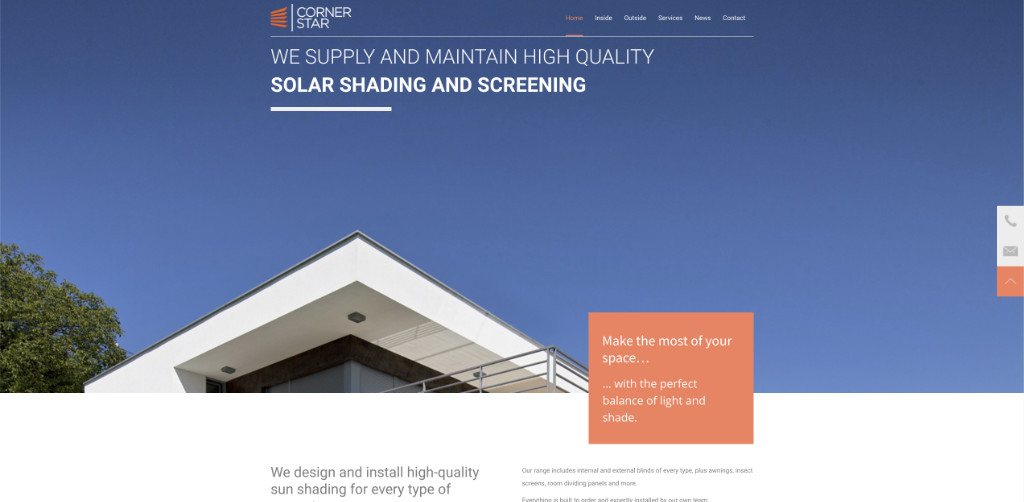 CORNER
STAR
Home Inside Outside Services News Contact
WE SUPPLY AND MAINTAIN HIGH QUALITY
SOLAR SHADING AND SCREENING
Make the most of your
space...
... with the perfect
balance of light and
shade.
We design and install high-quality
sun shading for every type of
Our range includes internal and external blinds of every type, plus awnings, insect
screens, room dividing panels and more.
Everything is built to order and expertly installed by our own team.